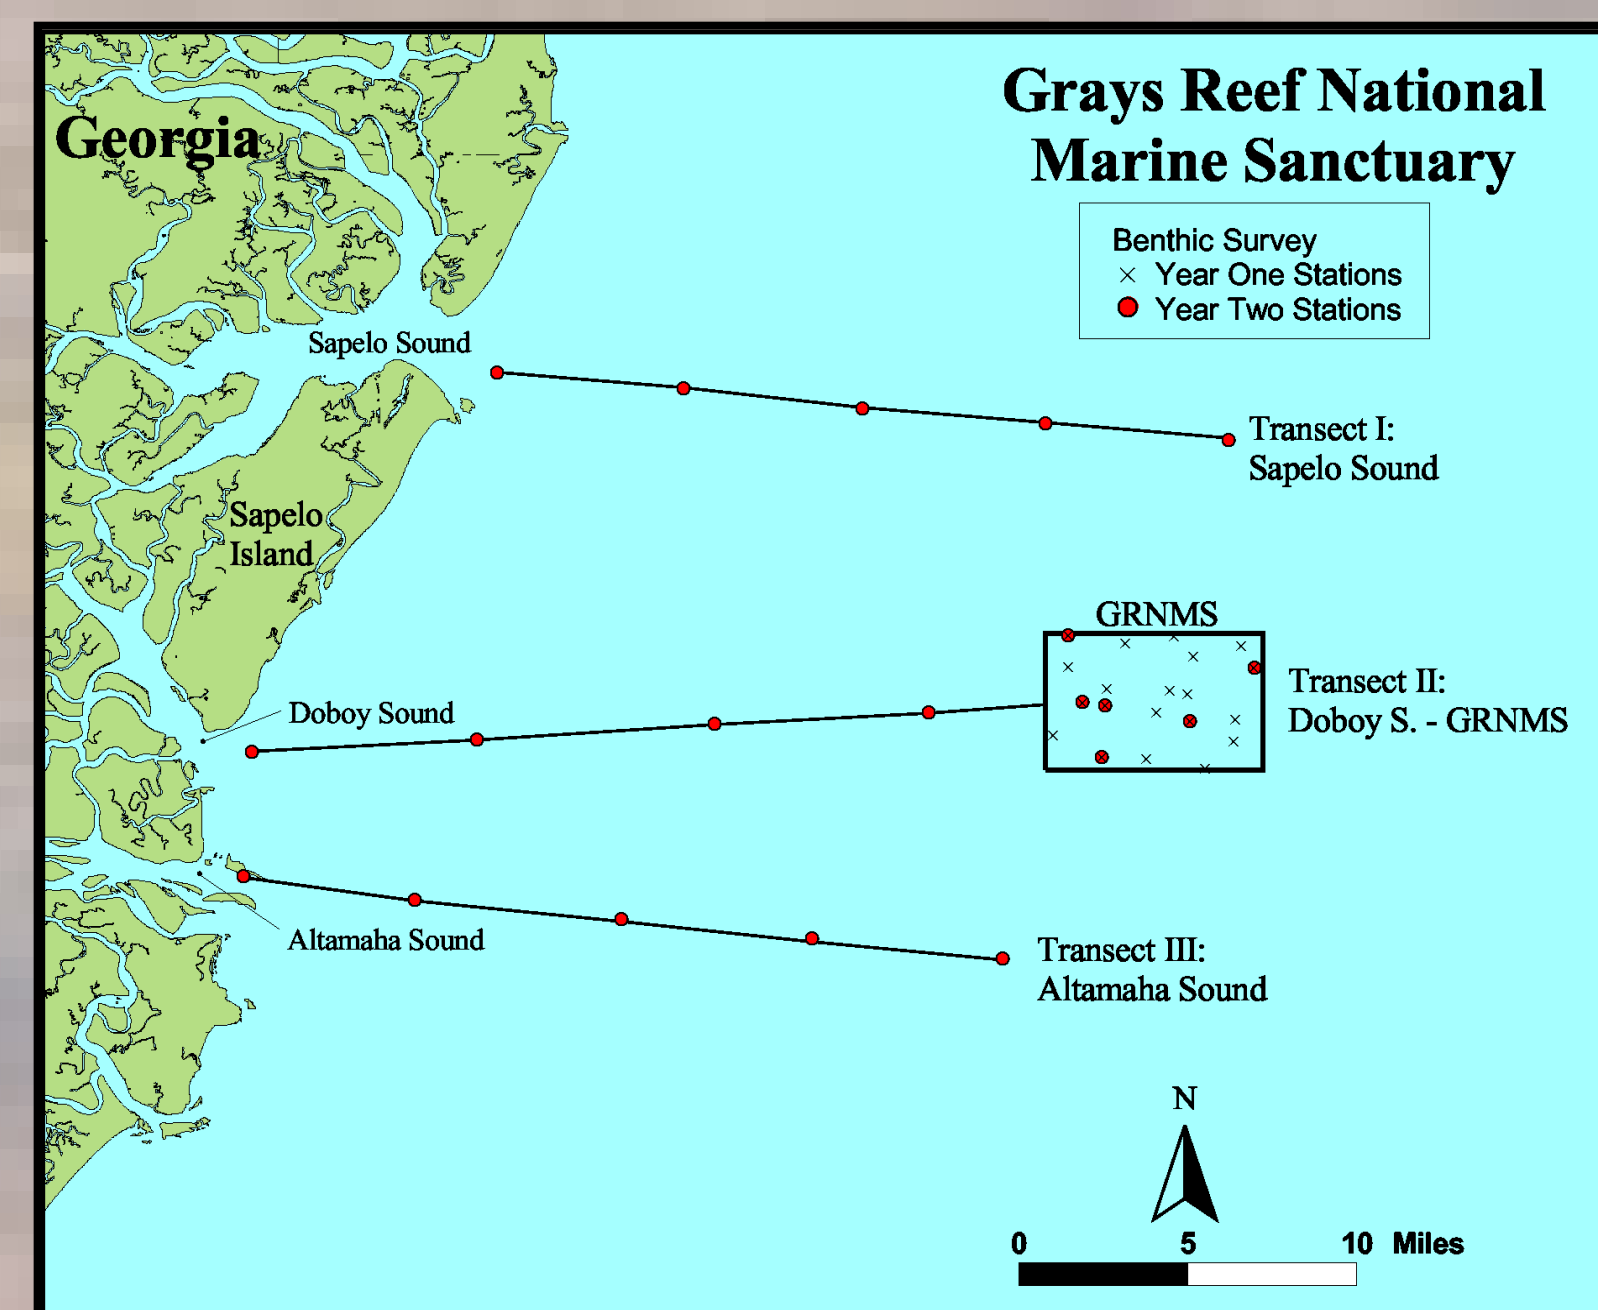 Grays Reef National
Marine Sanctuary
Georgia
Benthic Survey
Year One Stations
Year Two Stations
Sapelo Sound
Transect I:
Sapelo Sound
Sapelo
Island
GRNMS
Transect II:
Doboy S. - GRNMS
Doboy Sound
Altamaha Sound
Transect III:
Altamaha Sound
N
0 5 10 Miles